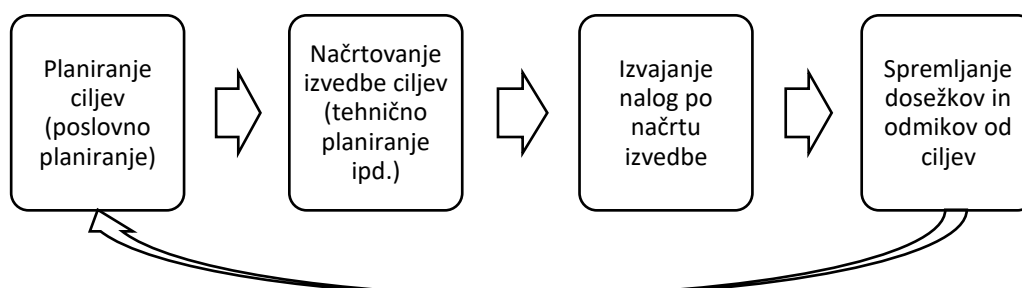 Planiranje
ciljev
(poslovno
planiranje)
Načrtovanje
izvedbe ciljev
(tehnično
planiranje
ipd.)
Izvajanje
nalog po
načrtu
izvedbe
Spremljanje
dosežkov in
odmikov od
ciljev